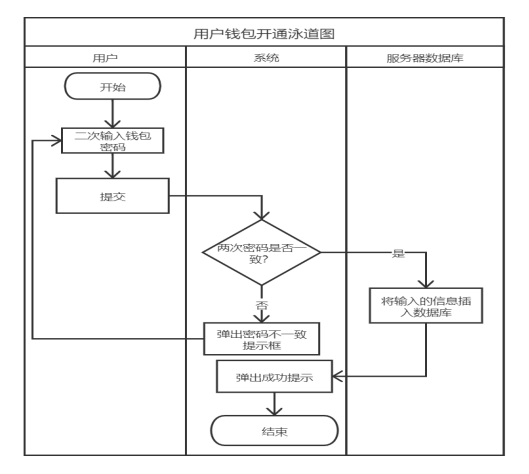 用户钱包开通泳道图
用户
系统
服务器数据库
开始
二次输入钱包
密码
提交
两次密码是否一
致?
是
否
将输入的信息插
入数据库
弹出密码不一致
提示框
弹出成功提示
结束